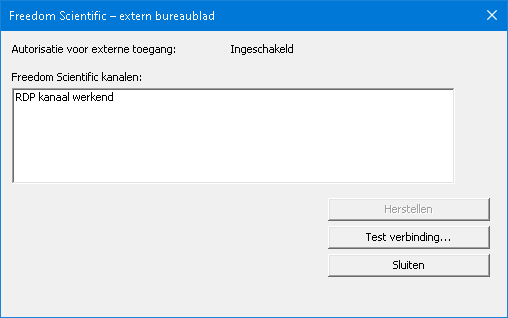 Freedom Scientific – extern bureaublad
Autorisatie voor externe toegang: Ingeschakeld
Freedom Scientific kanalen:
RDP kanaal werkend
Herstellen
Test verbinding...
Sluiten